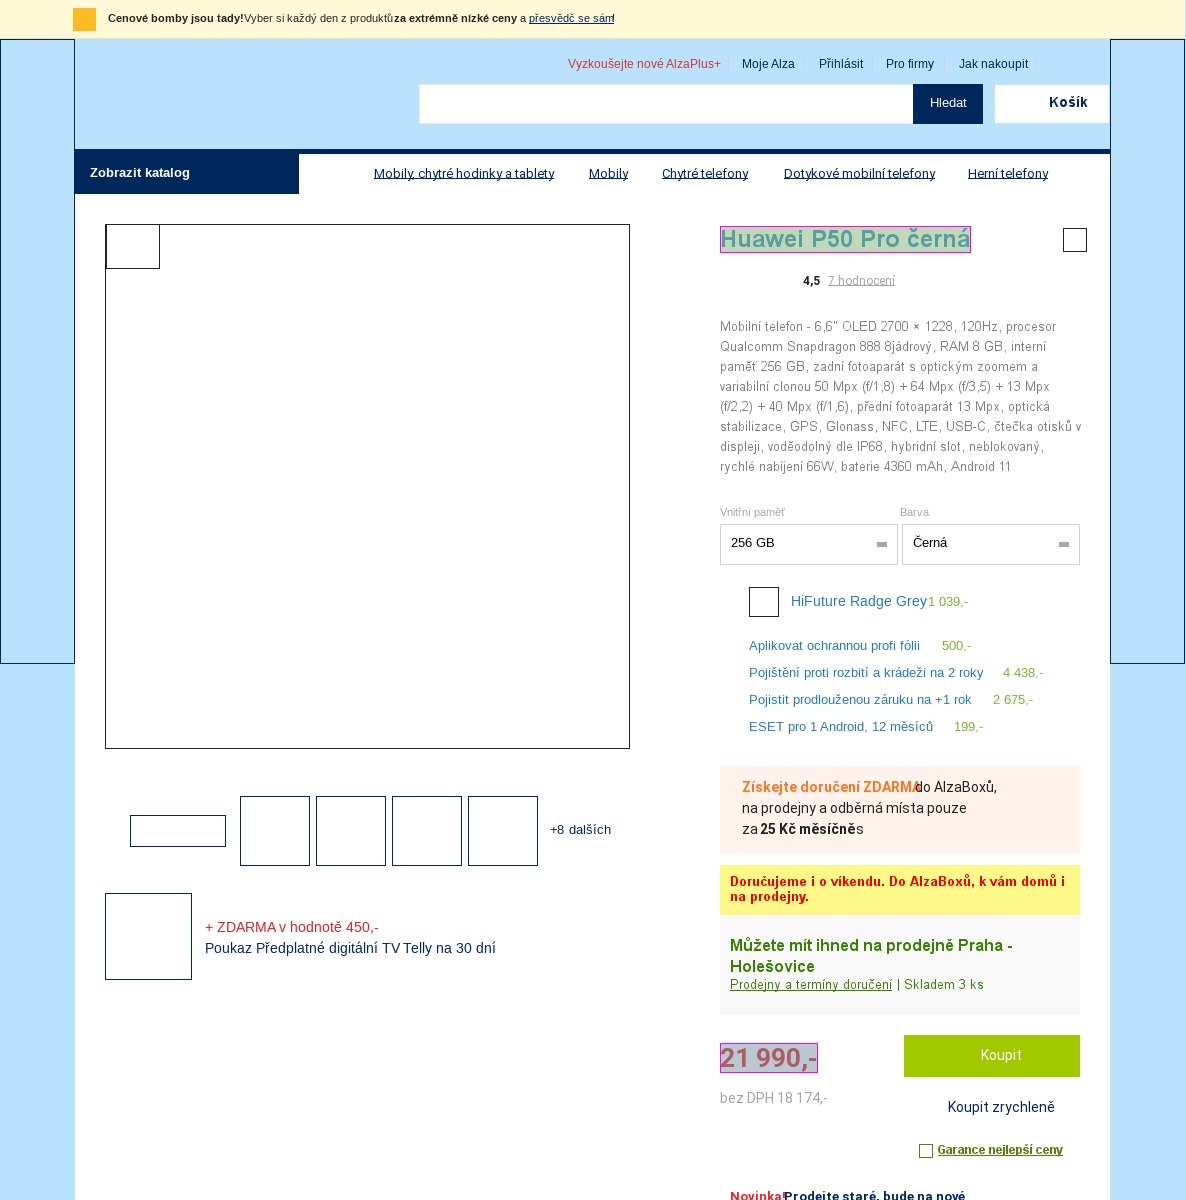 Cenové bomby jsou tady! Vyber si každý den z produktů za extrémně nízké ceny a přesvědč se sám!
Vyzkoušejte nové AlzaPlus+ Moje Alza Přihlásit Pro firmy Jak nakoupit
Hledat Košík
Zobrazit katalog Mobily, chytré hodinky a tablety Mobily Chytré telefony Dotykové mobilní telefony Herní telefony
Huawei P50 Pro černá
4,5 7 hodnocení
Mobilní telefon - 6,6" OLED 2700 × 1228, 120Hz, procesor
Qualcomm Snapdragon 888 8jádrový, RAM 8 GB, interní
paměť 256 GB, zadní fotoaparát s optickým zoomem a
variabilní clonou 50 Mpx (f/1,8) + 64 Mpx (f/3,5) + 13 Mpx
(f/2,2) + 40 Mpx (f/1,6), přední fotoaparát 13 Mpx, optická
stabilizace, GPS, Glonass, NFC, LTE, USB-C, čtečka otisků v
displeji, voděodolný dle IP68, hybridní slot, neblokovaný,
rychlé nabíjení 66W, baterie 4360 mAh, Android 11
Vnitřní paměť Barva
256 GB Černá
HiFuture Radge Grey 1 039,-
Aplikovat ochrannou profi fólii 500,-
Pojištění proti rozbití a krádeži na 2 roky 4 438,-
Pojistit prodlouženou záruku na +1 rok 2 675,-
ESET pro 1 Android, 12 měsíců 199,-
Získejte doručení ZDARMA do AlzaBoxů,
na prodejny a odběrná místa pouze
za 25 Kč měsíčně s
+8 dalších
Doručujeme i o víkendu. Do AlzaBoxů, k vám domů i
na prodejny.
+ ZDARMA v hodnotě 450,-
Poukaz Předplatné digitální TV Telly na 30 dní
Můžete mít ihned na prodejně Praha -
Holešovice
Prodejny a termíny doručení | Skladem 3 ks
21 990,- Koupit
bez DPH 18 174,-
Koupit zrychleně
Garance nejlepší ceny
Novinka! Prodejte staré, bude na nové